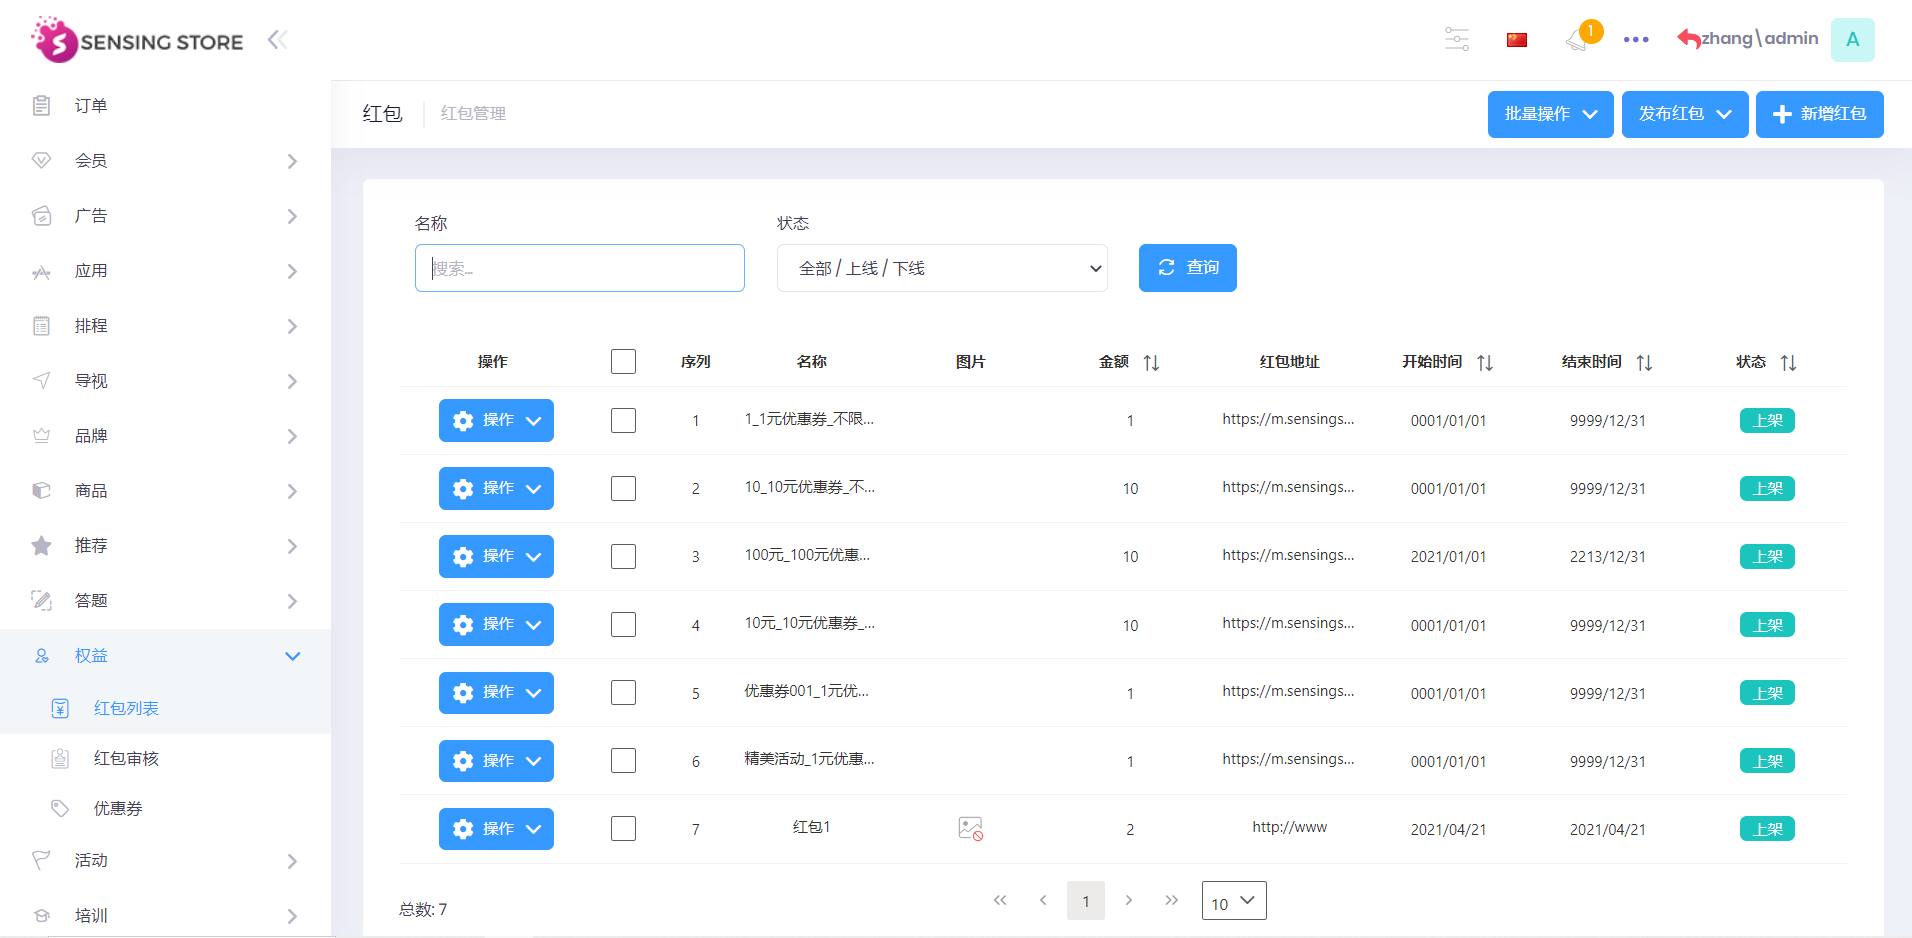 SENSING STORE
1
zhang\admin
A
订单
会员
广告
应用
排程
导视
品牌
商品
推荐
答题
权益
红包列表
红包审核
优惠券
活动
培训
红包 红包管理
批量操作 发布红包 新增红包
名称 状态
搜索... 全部 / 上线 / 下线 查询
操作 序列 名称 图片 金额 红包地址 开始时间 结束时间 状态
操作 1 1_1元优惠券_不限... 1 https://m.sensings... 0001/01/01 9999/12/31 上架
操作 2 10_10元优惠券_不... 10 https://m.sensings... 0001/01/01 9999/12/31 上架
操作 3 100元_100元优惠... 10 https://m.sensings... 2021/01/01 2213/12/31 上架
操作 4 10元_10元优惠券_... 10 https://m.sensings... 0001/01/01 9999/12/31 上架
操作 5 优惠券001_1元优... 1 https://m.sensings... 0001/01/01 9999/12/31 上架
操作 6 精美活动_1元优惠... 1 https://m.sensings... 0001/01/01 9999/12/31 上架
操作 7 红包1 2 http://www 2021/04/21 2021/04/21 上架
总数: 7 1 10